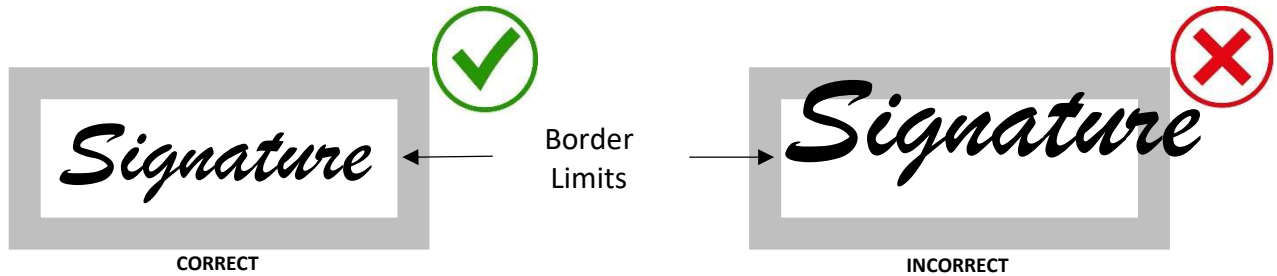 Signature
Border
Limits
Signature
CORRECT
INCORRECT